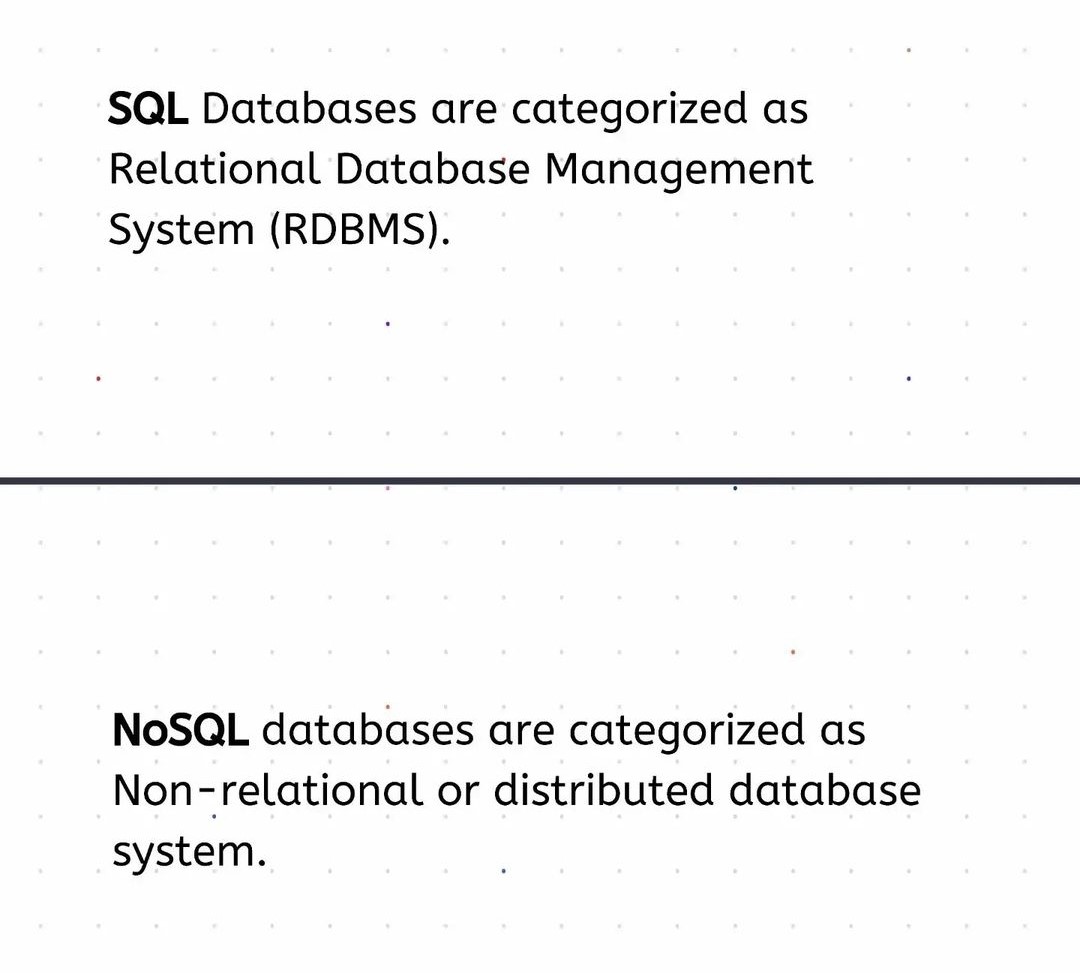 SQL Databases are categorized as
Relational Database Management
System (RDBMS).
NoSQL databases are categorized as
Non-relational or distributed database
system.